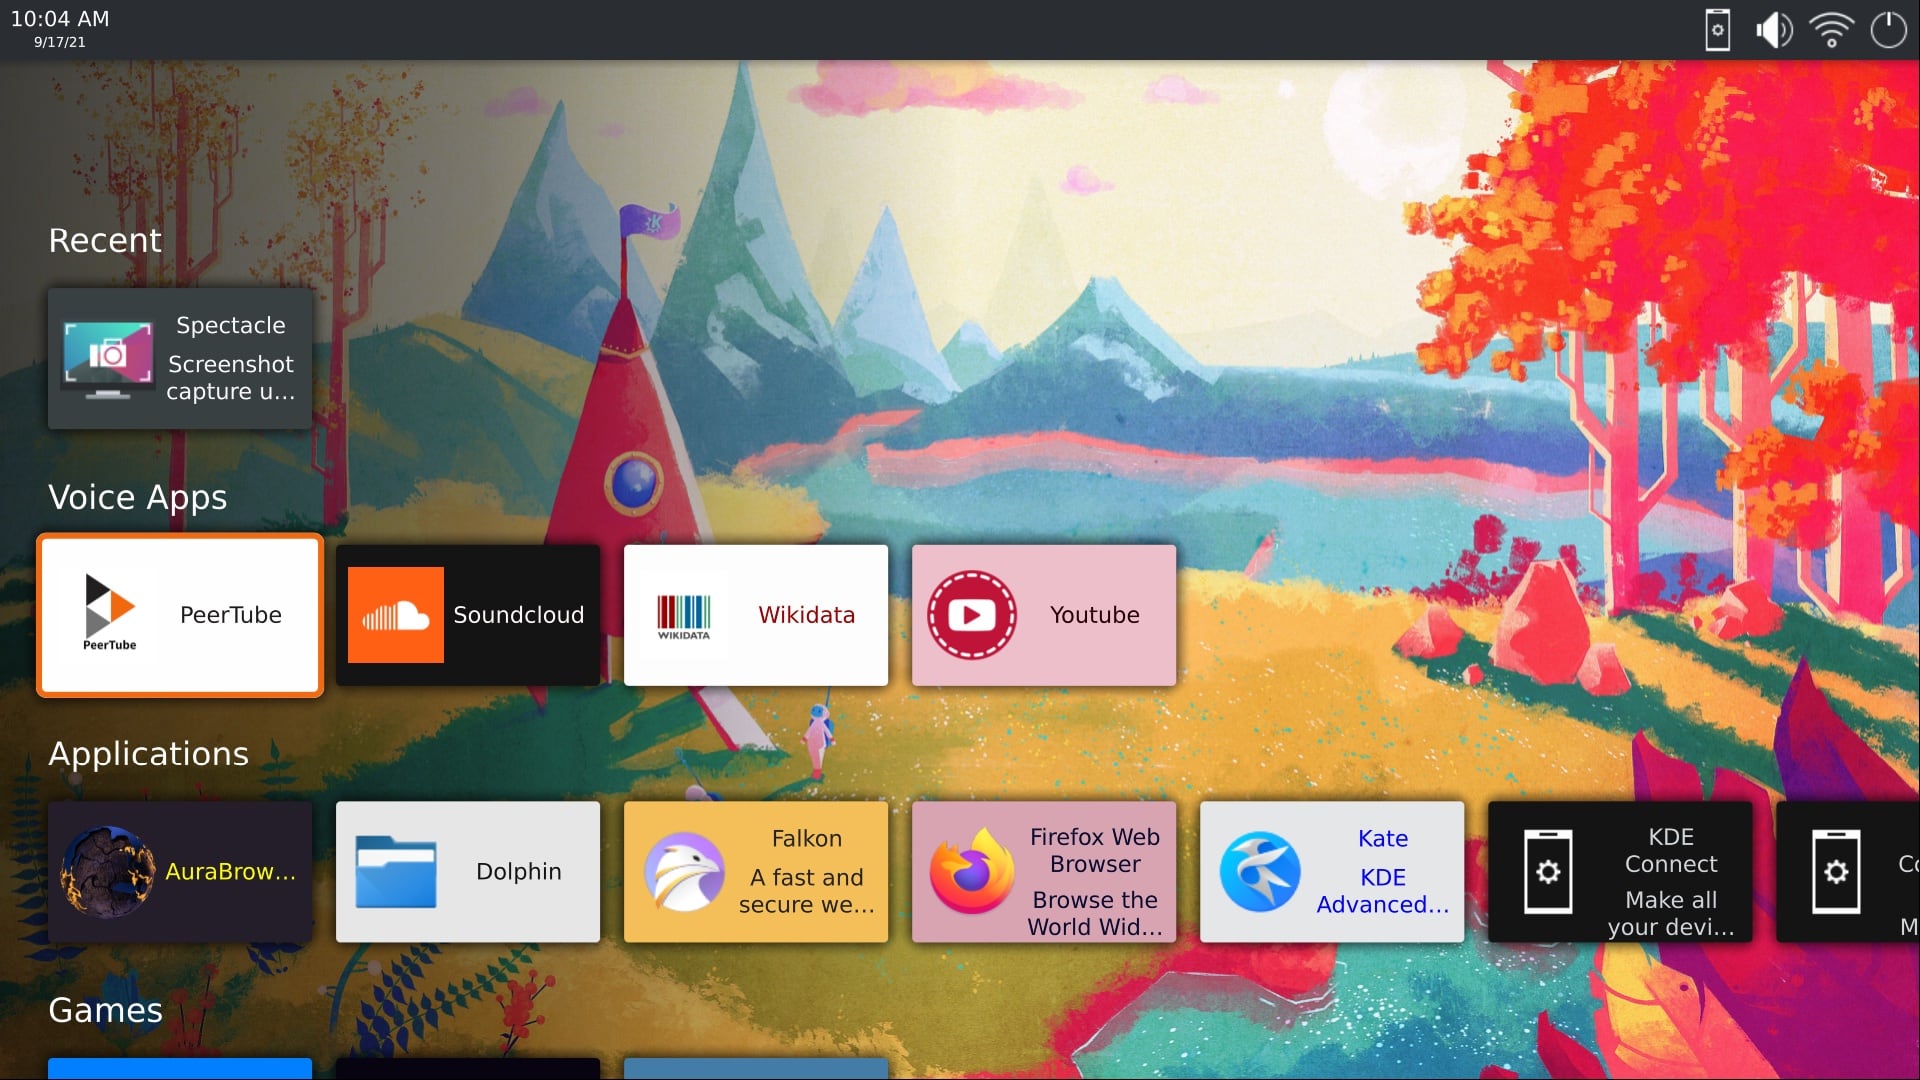 10:04 AM
9/17/21
Recent
Spectacle
Screenshot
capture u...
Voice Apps
PeerTube
PeerTube
Soundcloud
WIKIDATA
Wikidata
Youtube
Applications
AuraBrow...
Dolphin
Falkon
A fast and
secure we...
Firefox Web
Browser
Browse the
World Wid...
Kate
KDE
Advanced...
KDE
Connect
Make all
your devi...
Games